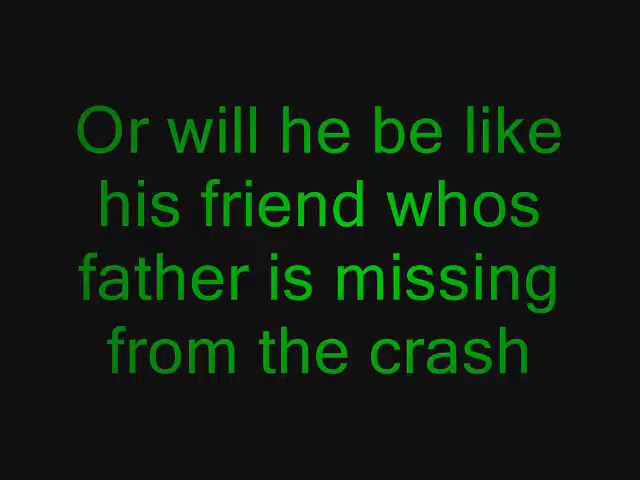 Or will he be like
his friend whos
father is missing
from the crash